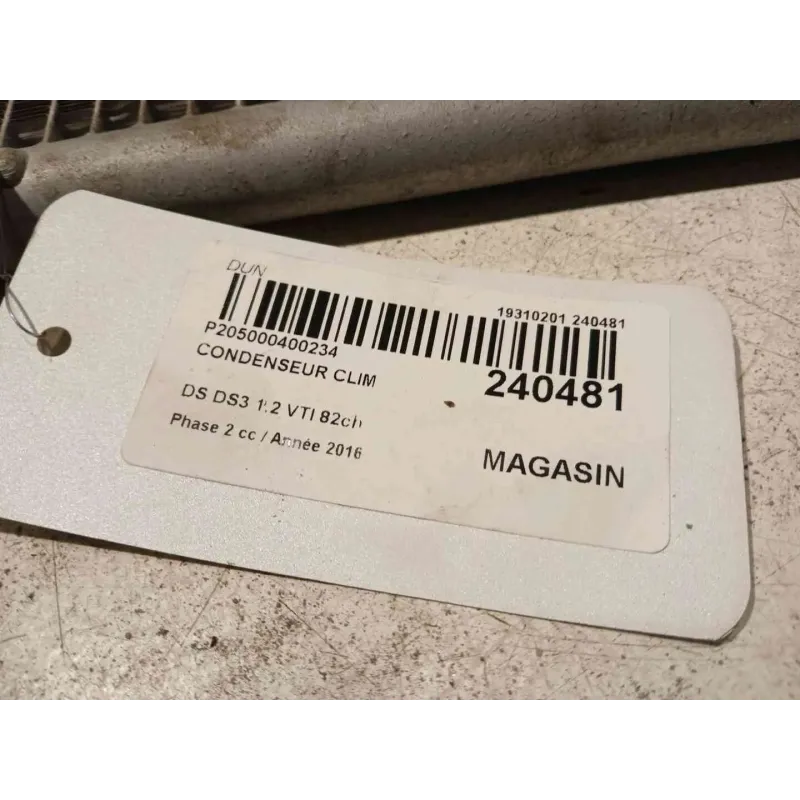 DUN
19310201 240481
P205000400234
CONDENSEUR CLIM
240481
DS DS3 1.2 VTI 82ch
Phase 2 cc / Année 2016
MAGASIN